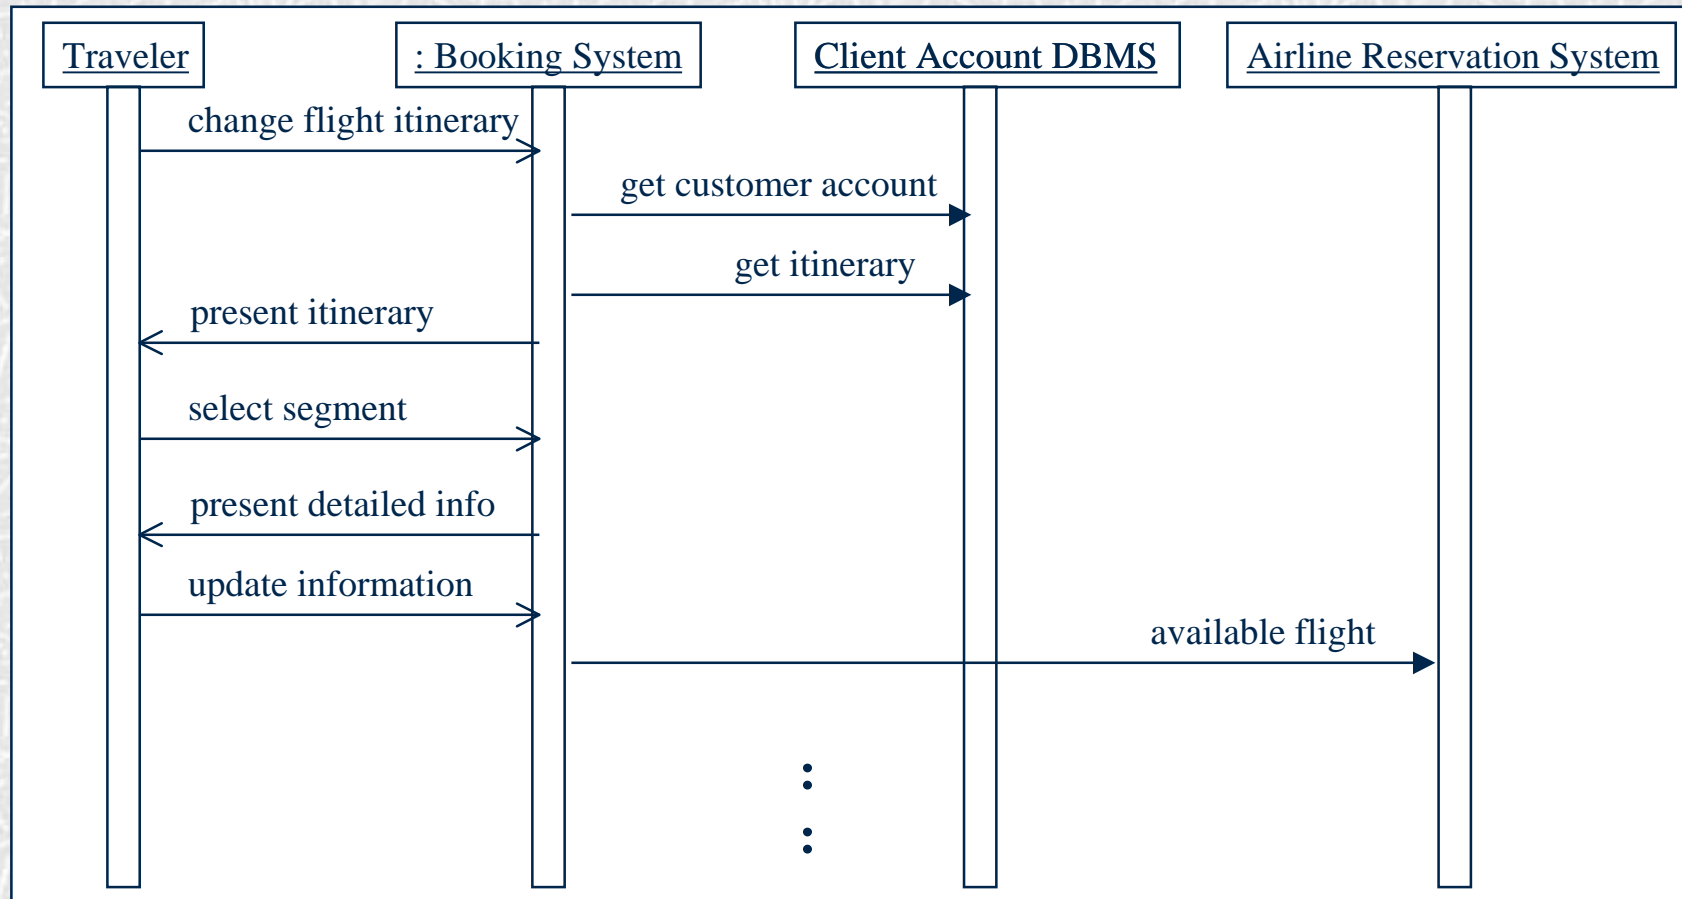 Traveler
: Booking System
Client Account DBMS
Airline Reservation System
change flight itinerary
get customer account
get itinerary
present itinerary
select segment
present detailed info
update information
available flight
:
: